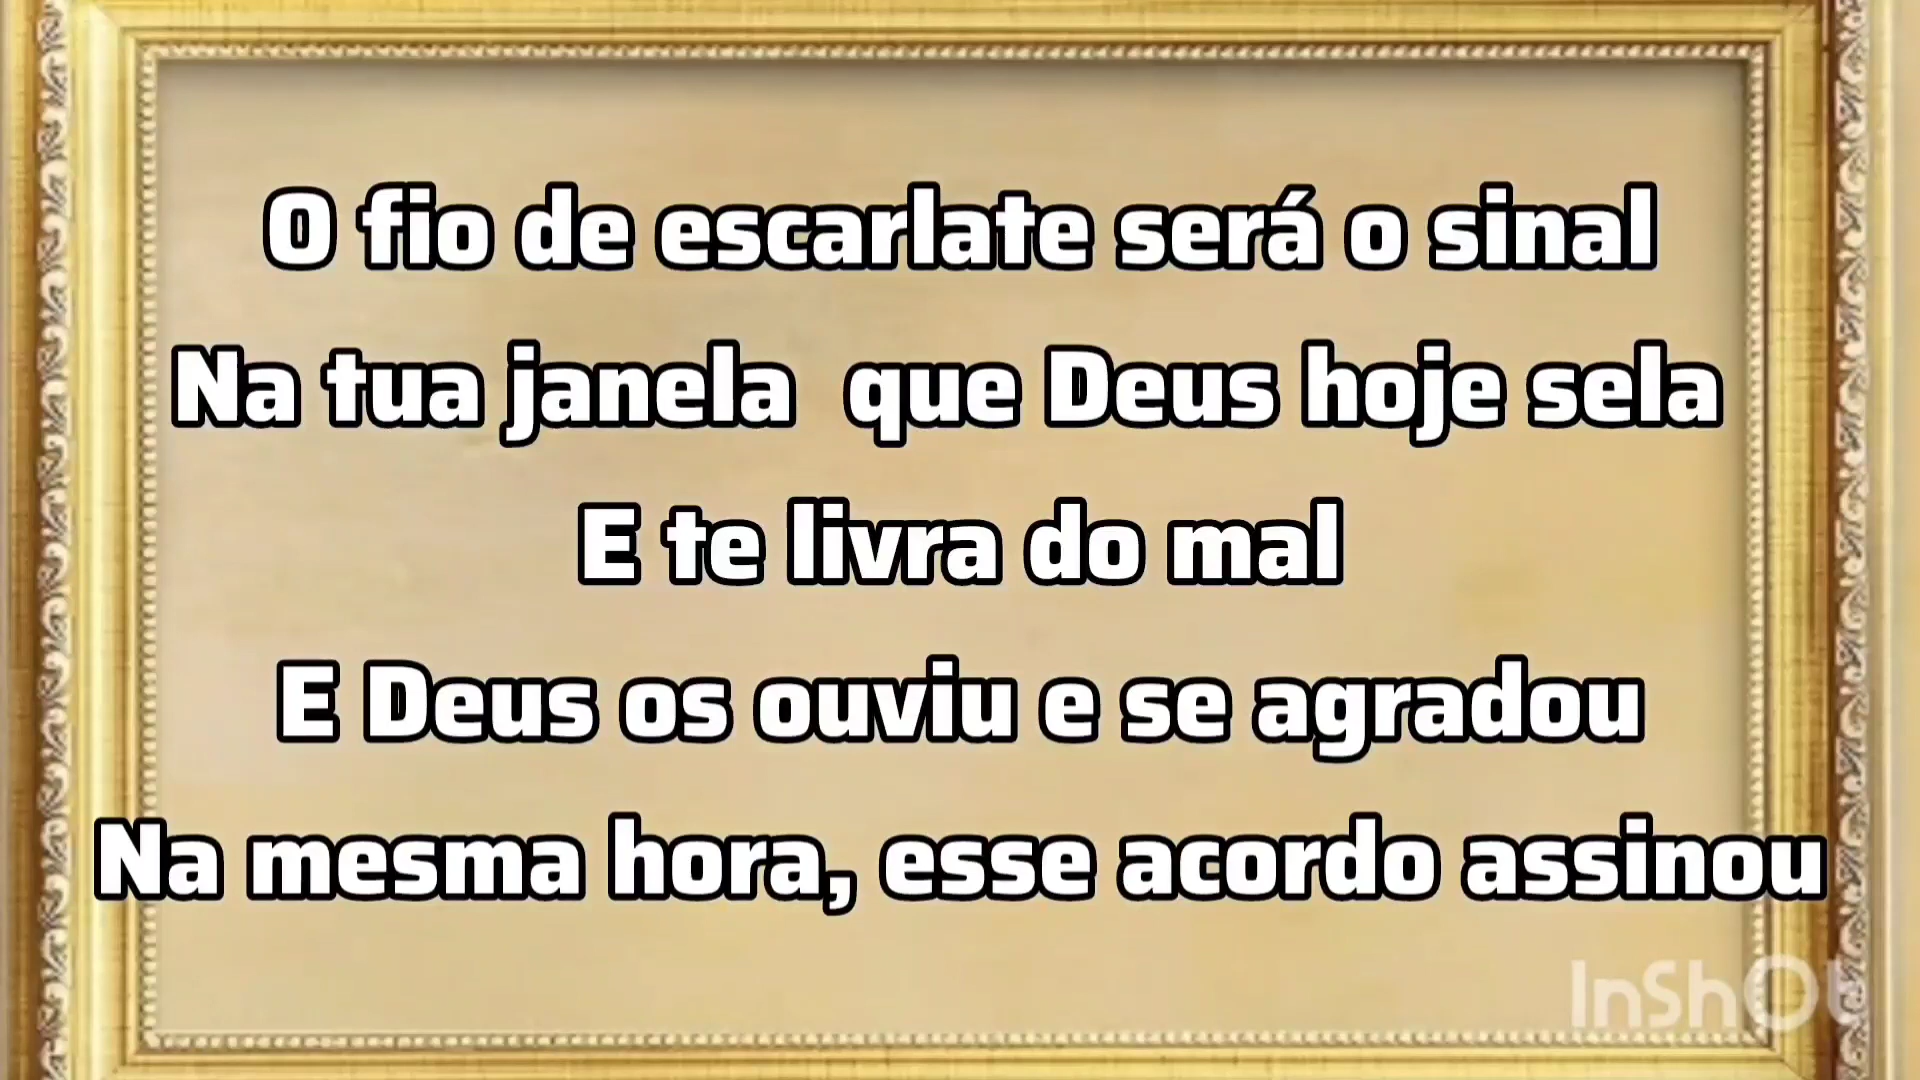 O fio de escarlate será o sinal
Na tua janela  que Deus hoje sela
E te livra do mal
E Deus os ouviu e se agradou
Na mesma hora, esse acordo assinou
InShOt